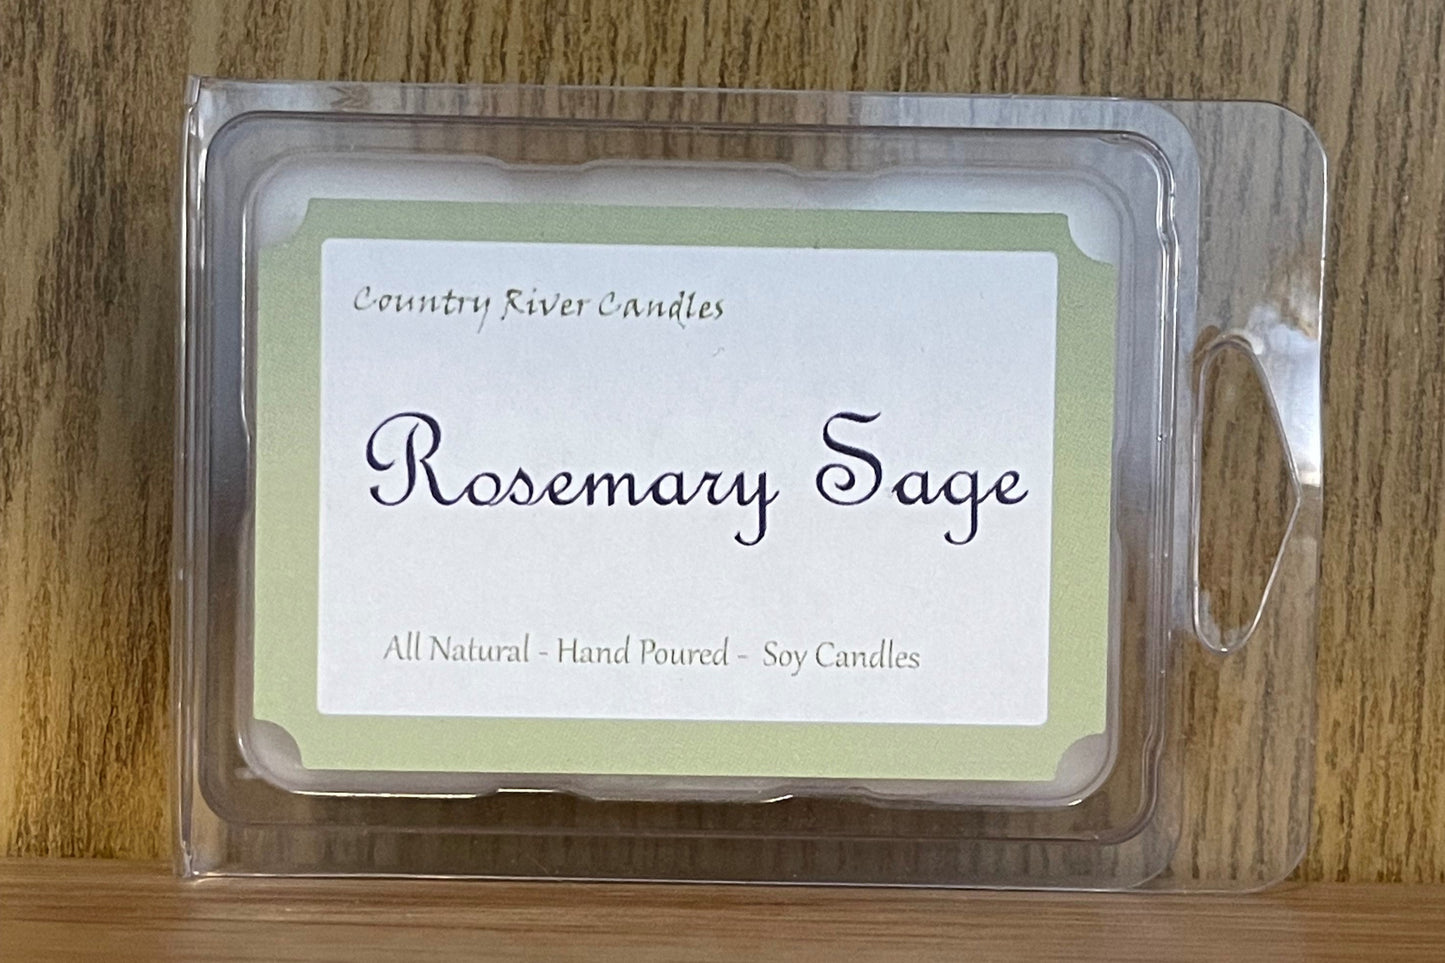 Country River Candles
Rosemary Sage
All Natural - Hand Poured - Soy Candles